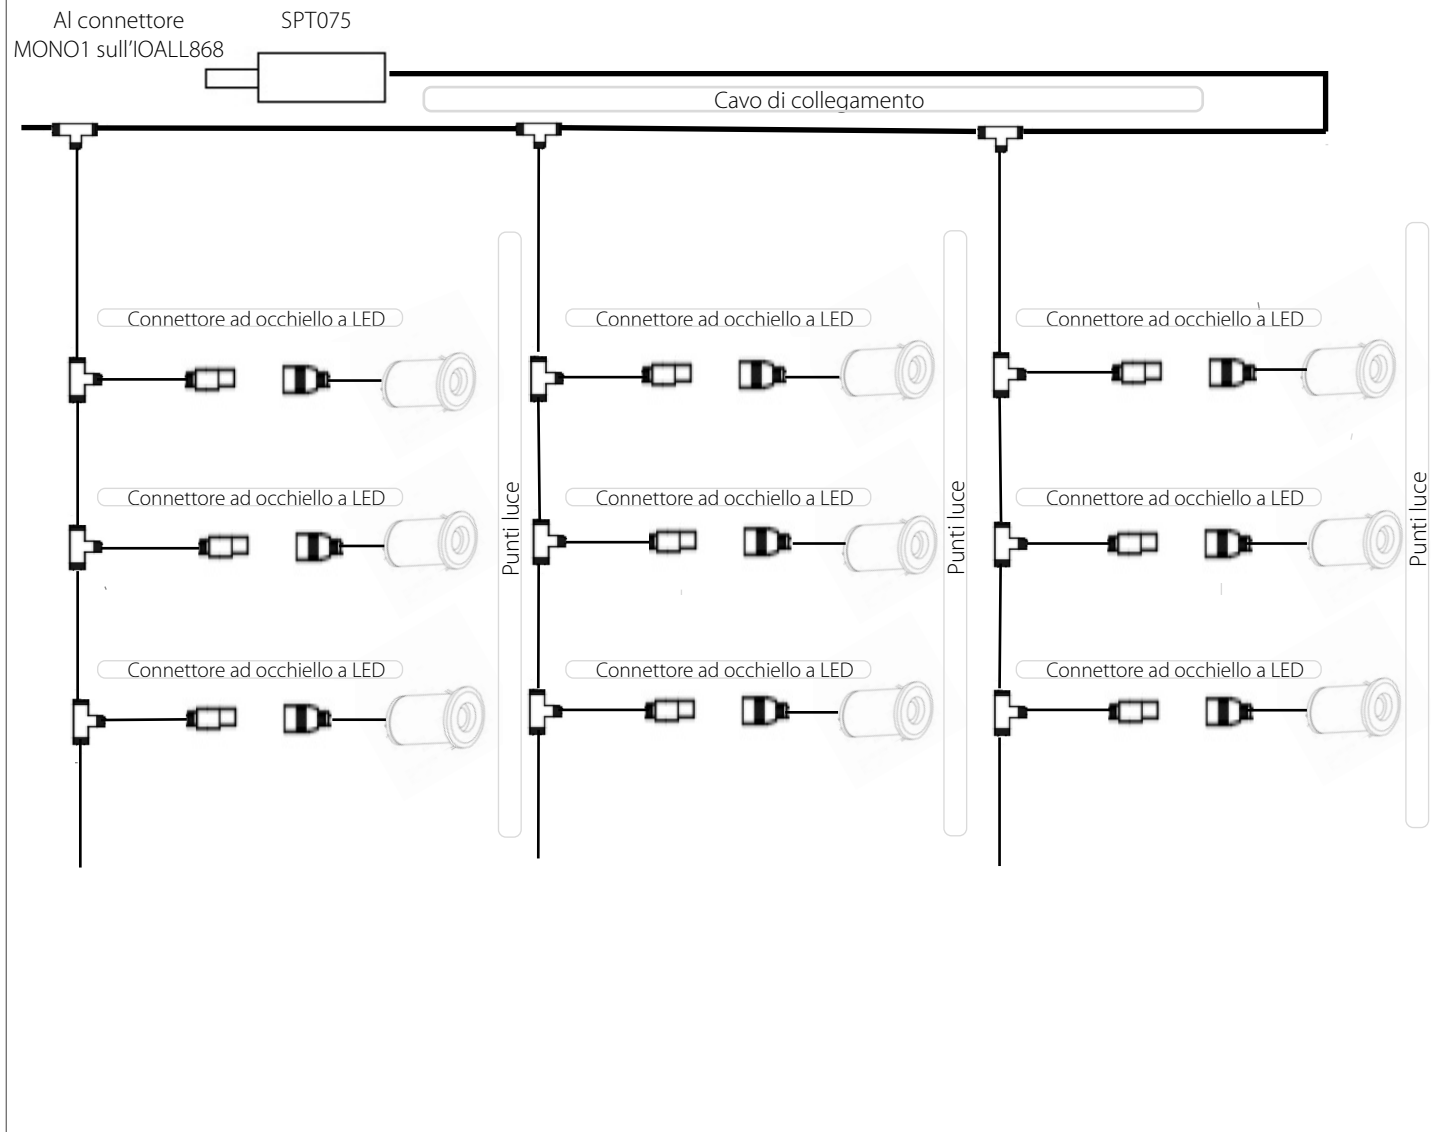 Al connettore
MONO1 sull'IOALL868
SPT075
Cavo di collegamento
Connettore ad occhiello a LED
Connettore ad occhiello a LED
Connettore ad occhiello a LED
Connettore ad occhiello a LED
Connettore ad occhiello a LED
Connettore ad occhiello a LED
Connettore ad occhiello a LED
Connettore ad occhiello a LED
Connettore ad occhiello a LED
Punti luce
Punti luce
Punti luce